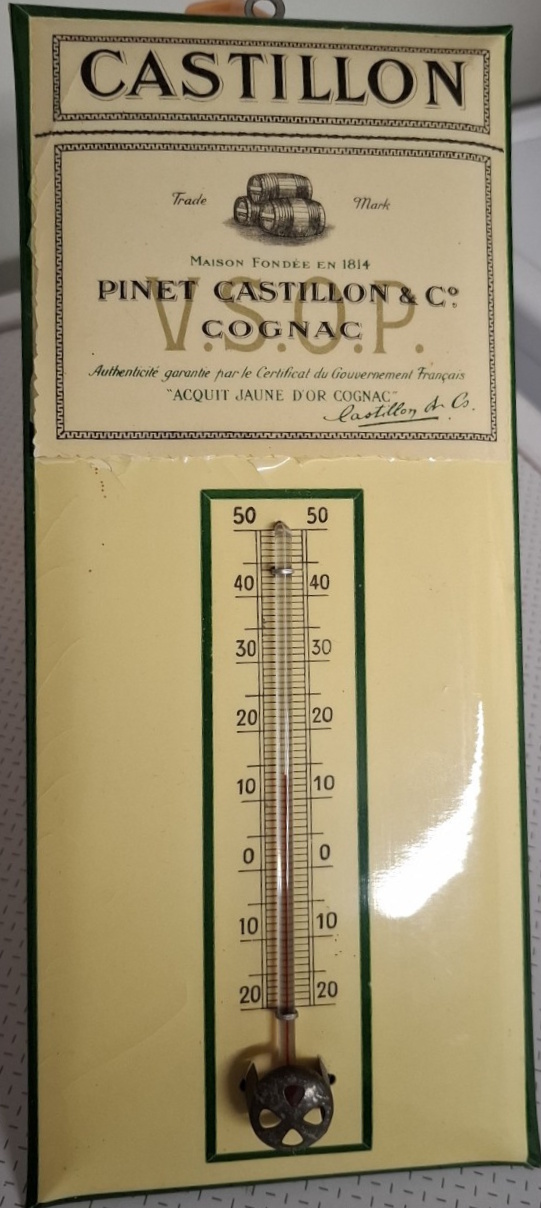 CASTILLON
Trade Mark
MAISON FONDÉE EN 1814
PINET CASTILLON & Cº
V.S.O.P.
COGNAC
Authenticité garantie par le Certificat du Gouvernement Français
"ACQUIT JAUNE D'OR COGNAC"
Castillon & Co.
50 50
40 40
30 30
20 20
10 10
0 0
10 10
20 20